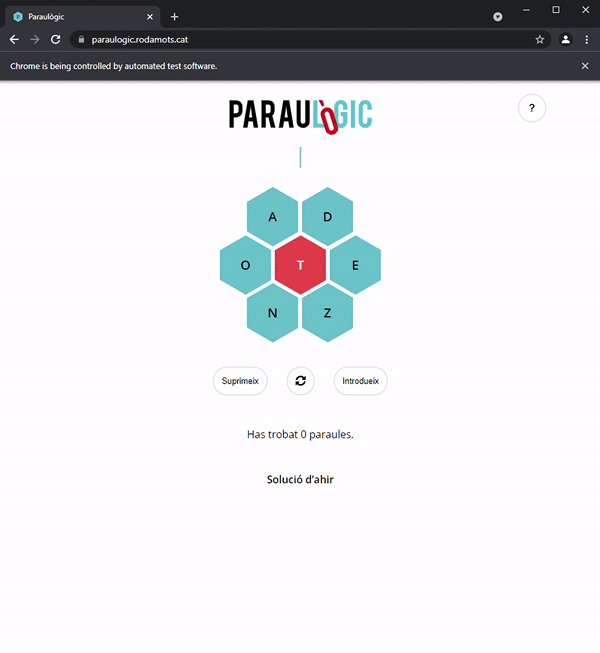 Paraulògic
paraulogic.rodamots.cat
Chrome is being controlled by automated test software.
PARAULÒGIC
?
A D
O T E
N Z
Suprimeix Introdueix
Has trobat 0 paraules.
Solució d’ahir